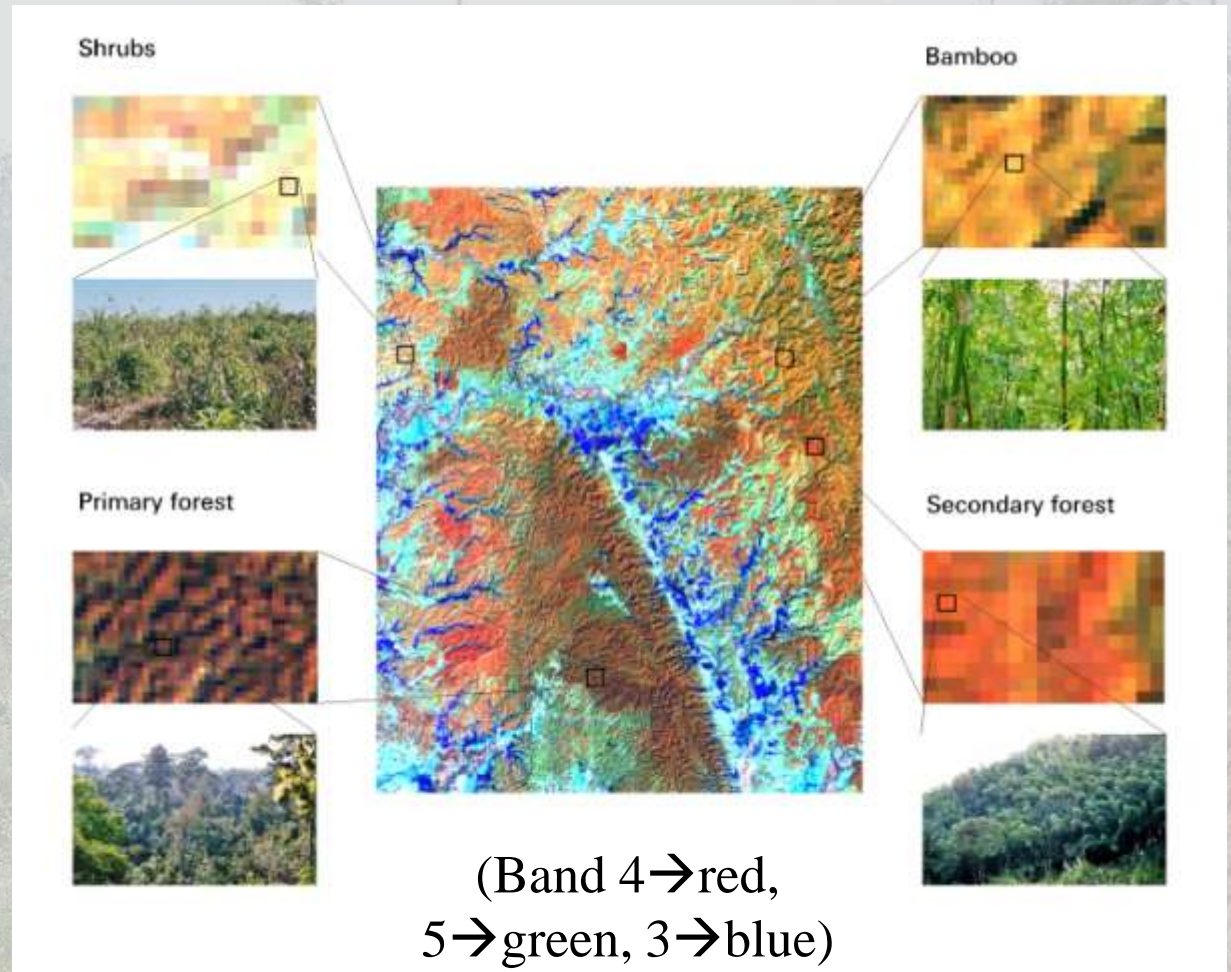 Shrubs
Bamboo
Primary forest
Secondary forest
(Band 4→red,
5→green, 3→blue)